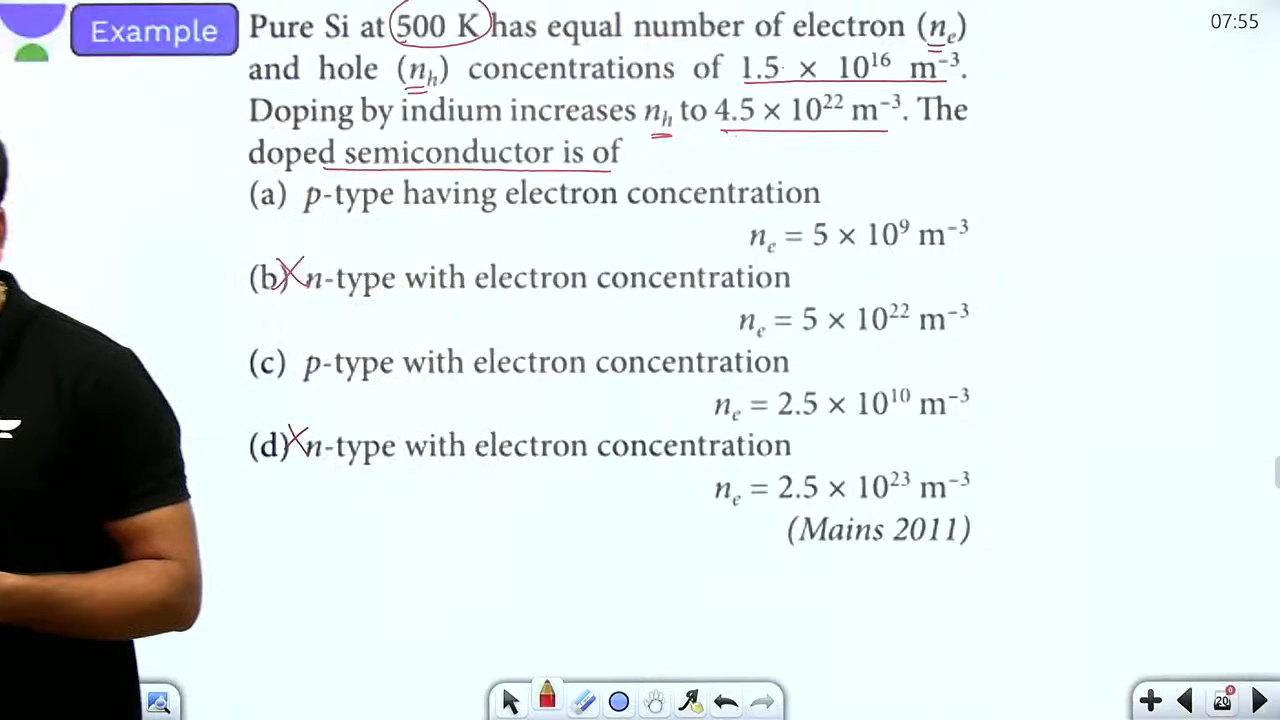 Example
07:55
Pure Si at 500 K has equal number of electron (nₑ)
and hole (nₕ) concentrations of 1.5 × 10¹⁶ m⁻³.
Doping by indium increases nₕ to 4.5 × 10²² m⁻³. The
doped semiconductor is of
(a) p-type having electron concentration
nₑ = 5 × 10⁹ m⁻³
(b) n-type with electron concentration
nₑ = 5 × 10²² m⁻³
(c) p-type with electron concentration
nₑ = 2.5 × 10¹⁰ m⁻³
(d) n-type with electron concentration
nₑ = 2.5 × 10²³ m⁻³
(Mains 2011)
20
0